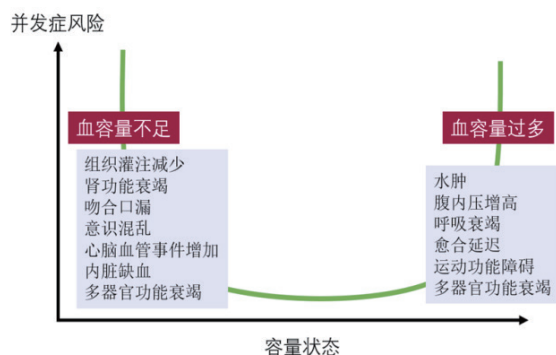 并发症风险
血容量不足
组织灌注减少
肾功能衰竭
吻合口漏
意识混乱
心脑血管事件增加
内脏缺血
多器官功能衰竭
血容量过多
水肿
腹内压增高
呼吸衰竭
愈合延迟
运动功能障碍
多器官功能衰竭
容量状态